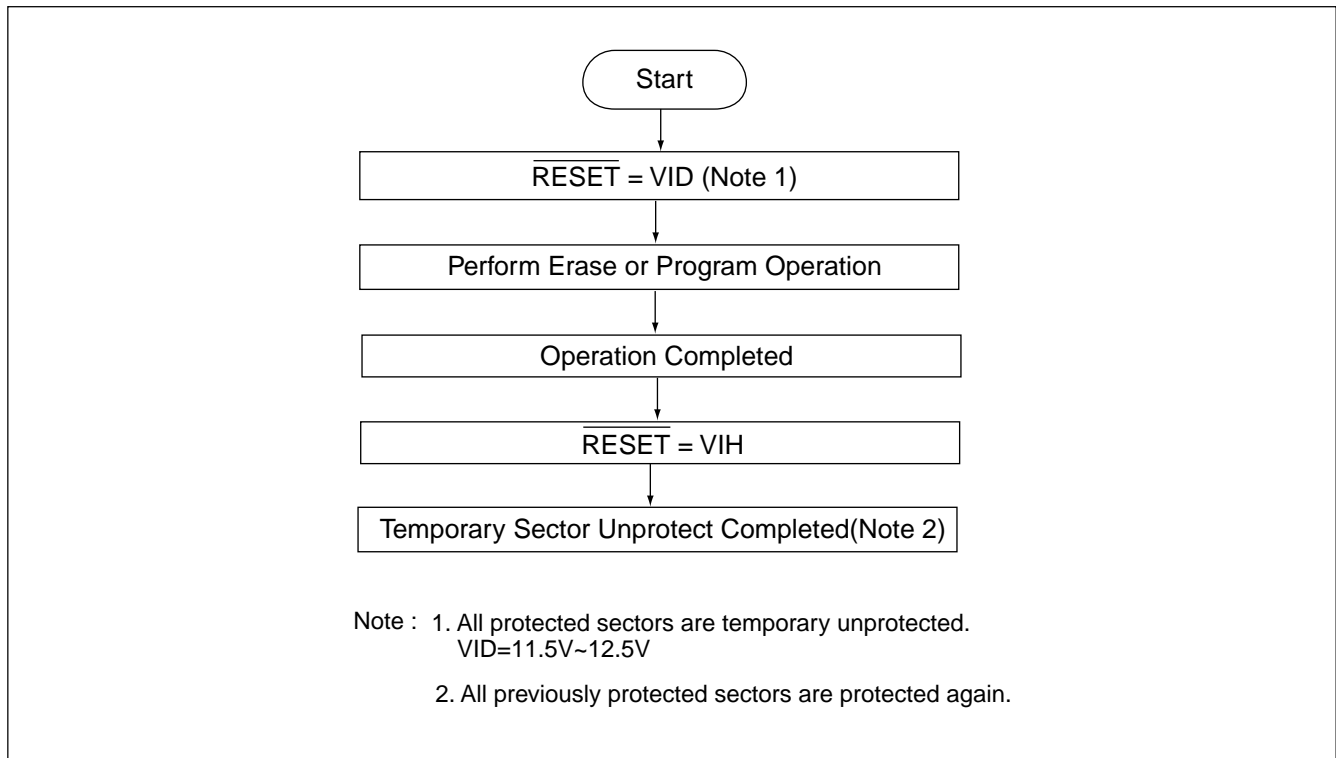 Start
R̅E̅S̅E̅T̅ = VID (Note 1)
Perform Erase or Program Operation
Operation Completed
R̅E̅S̅E̅T̅ = VIH
Temporary Sector Unprotect Completed(Note 2)
Note : 1. All protected sectors are temporary unprotected.
VID=11.5V~12.5V
2. All previously protected sectors are protected again.